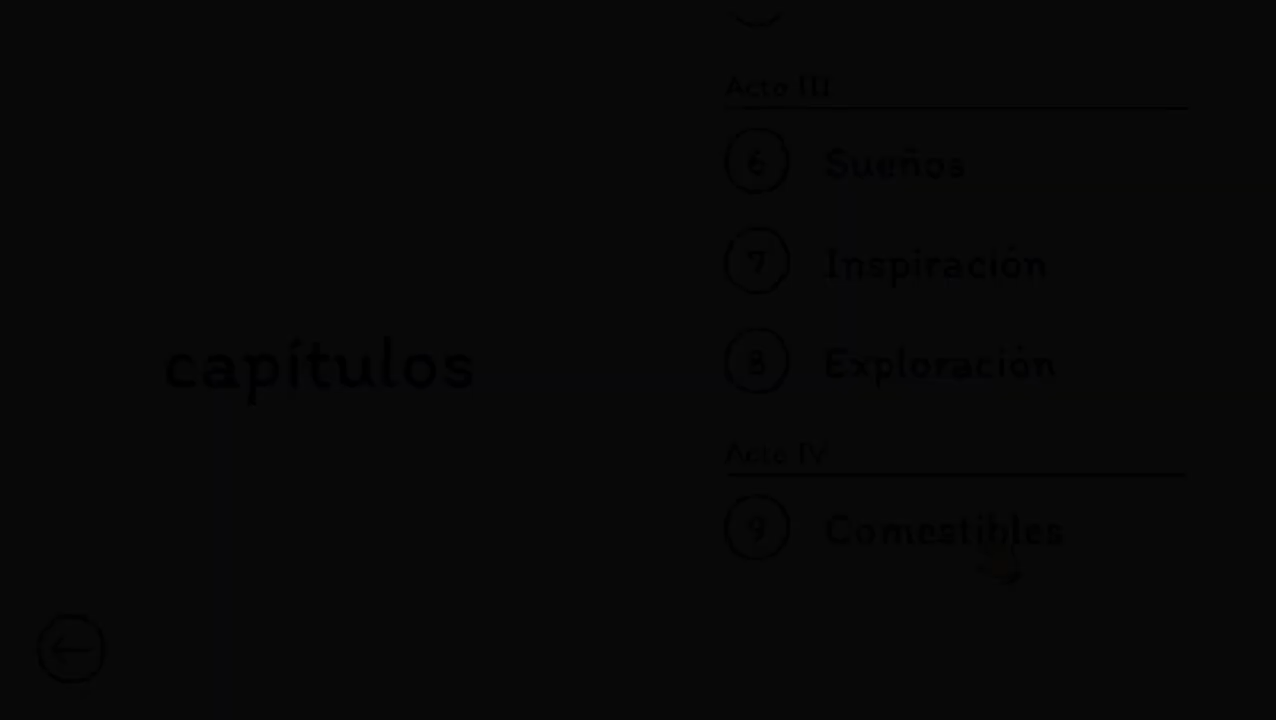 capítulos
Acto III
6 Sueños
7 Inspiración
8 Exploración
Acto IV
9 Comestibles